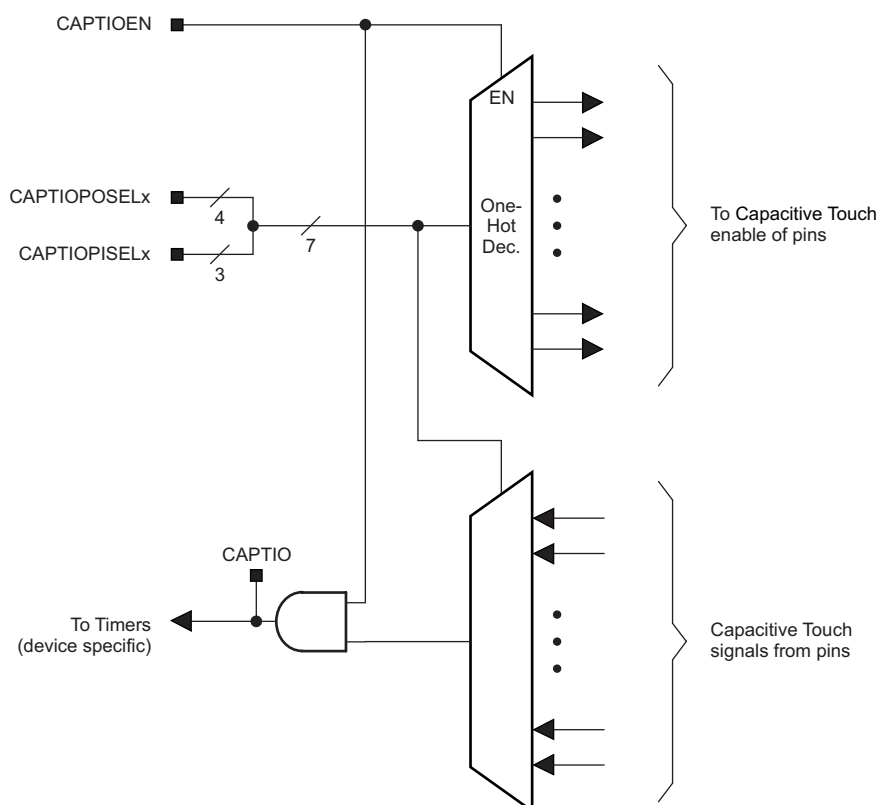 CAPTIOEN
EN
CAPTIOPOSELx
4
CAPTIOPISELx
3
7
One-
Hot
Dec.
To Capacitive Touch
enable of pins
CAPTIO
To Timers
(device specific)
Capacitive Touch
signals from pins